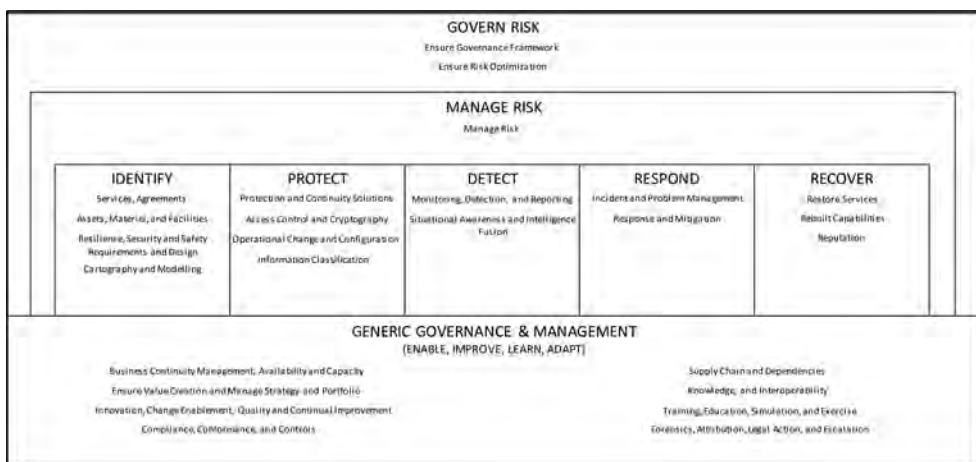 GOVERN RISK
Ensure Governance Framework
Ensure Risk Optimization
MANAGE RISK
Manage Risk
IDENTIFY
Services, Agreements
Assets, Material, and Facilities
Resilience, Security and Safety
Requirements and Design
Cartography and Modelling
PROTECT
Protection and Continuity Solutions
Access Control and Cryptography
Operational Change and Configuration
Information Classification
DETECT
Monitoring, Detection, and Reporting
Situational Awareness and Intelligence
Fusion
RESPOND
Incident and Problem Management
Response and Mitigation
RECOVER
Restore Services
Rebuilt Capabilities
Reputation
GENERIC GOVERNANCE & MANAGEMENT
(ENABLE, IMPROVE, LEARN, ADAPT)
Business Continuity Management, Availability and Capacity
Ensure Value Creation and Manage Strategy and Portfolio
Innovation, Change Enablement, Quality and Continual Improvement
Compliance, Conformance, and Controls
Supply Chain and Dependencies
Knowledge, and Interoperability
Training, Education, Simulation, and Exercise
Forensics, Attribution, Legal Action, and Escalation